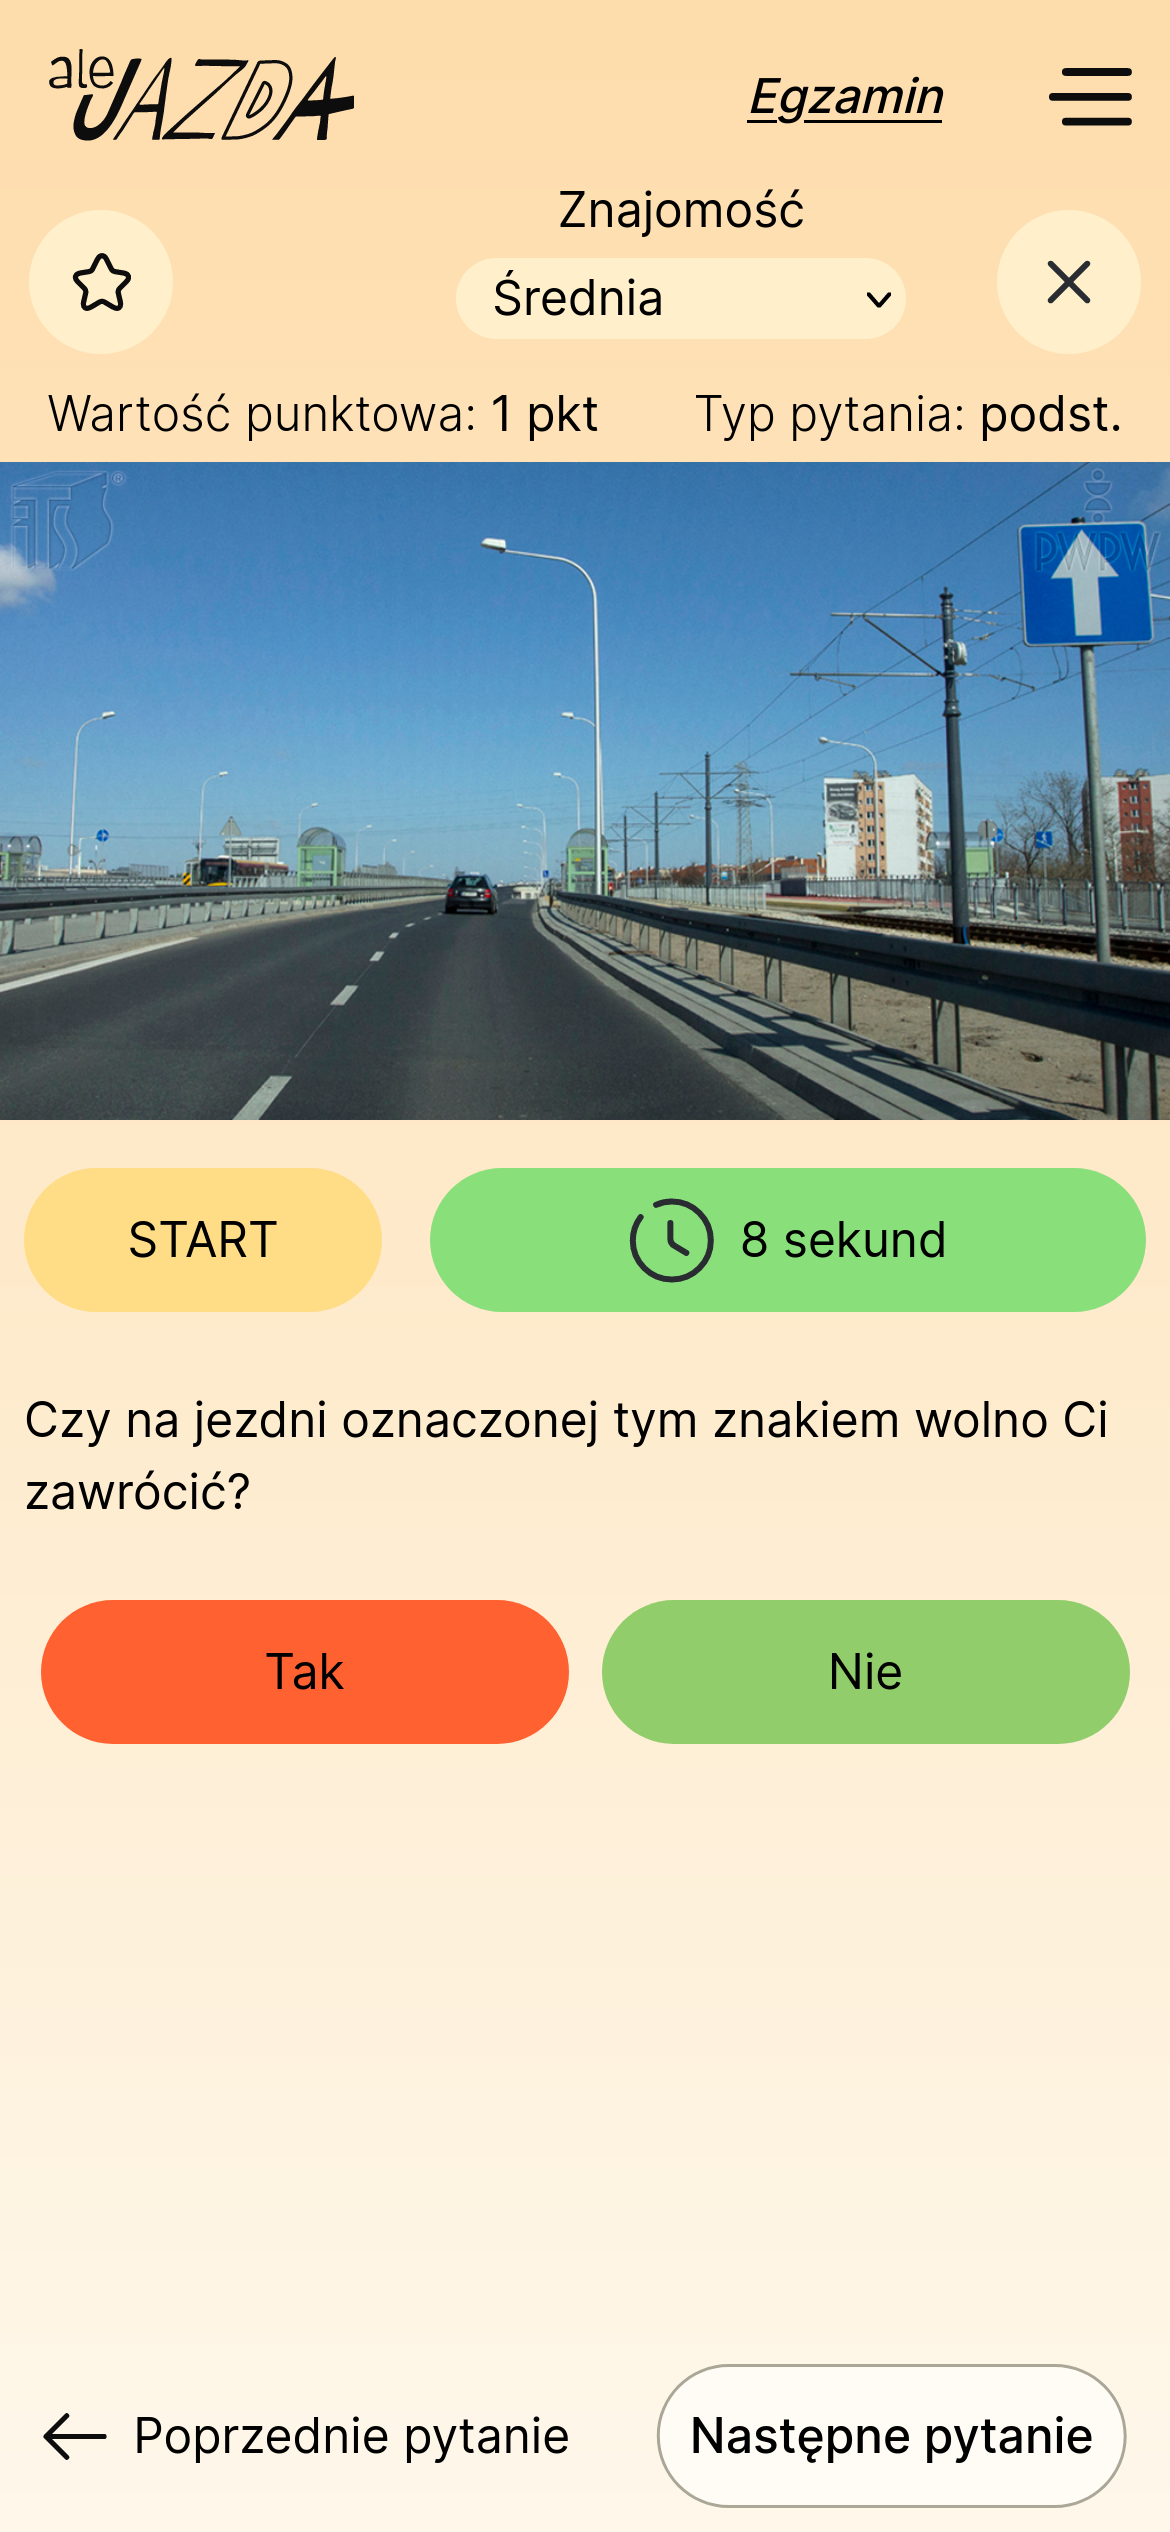 aleJAZDA
Egzamin
Znajomość
Średnia
Wartość punktowa: 1 pkt
Typ pytania: podst.
ITS®
PWPW
START
8 sekund
Czy na jezdni oznaczonej tym znakiem wolno Ci
zawrócić?
Tak
Nie
Poprzednie pytanie
Następne pytanie